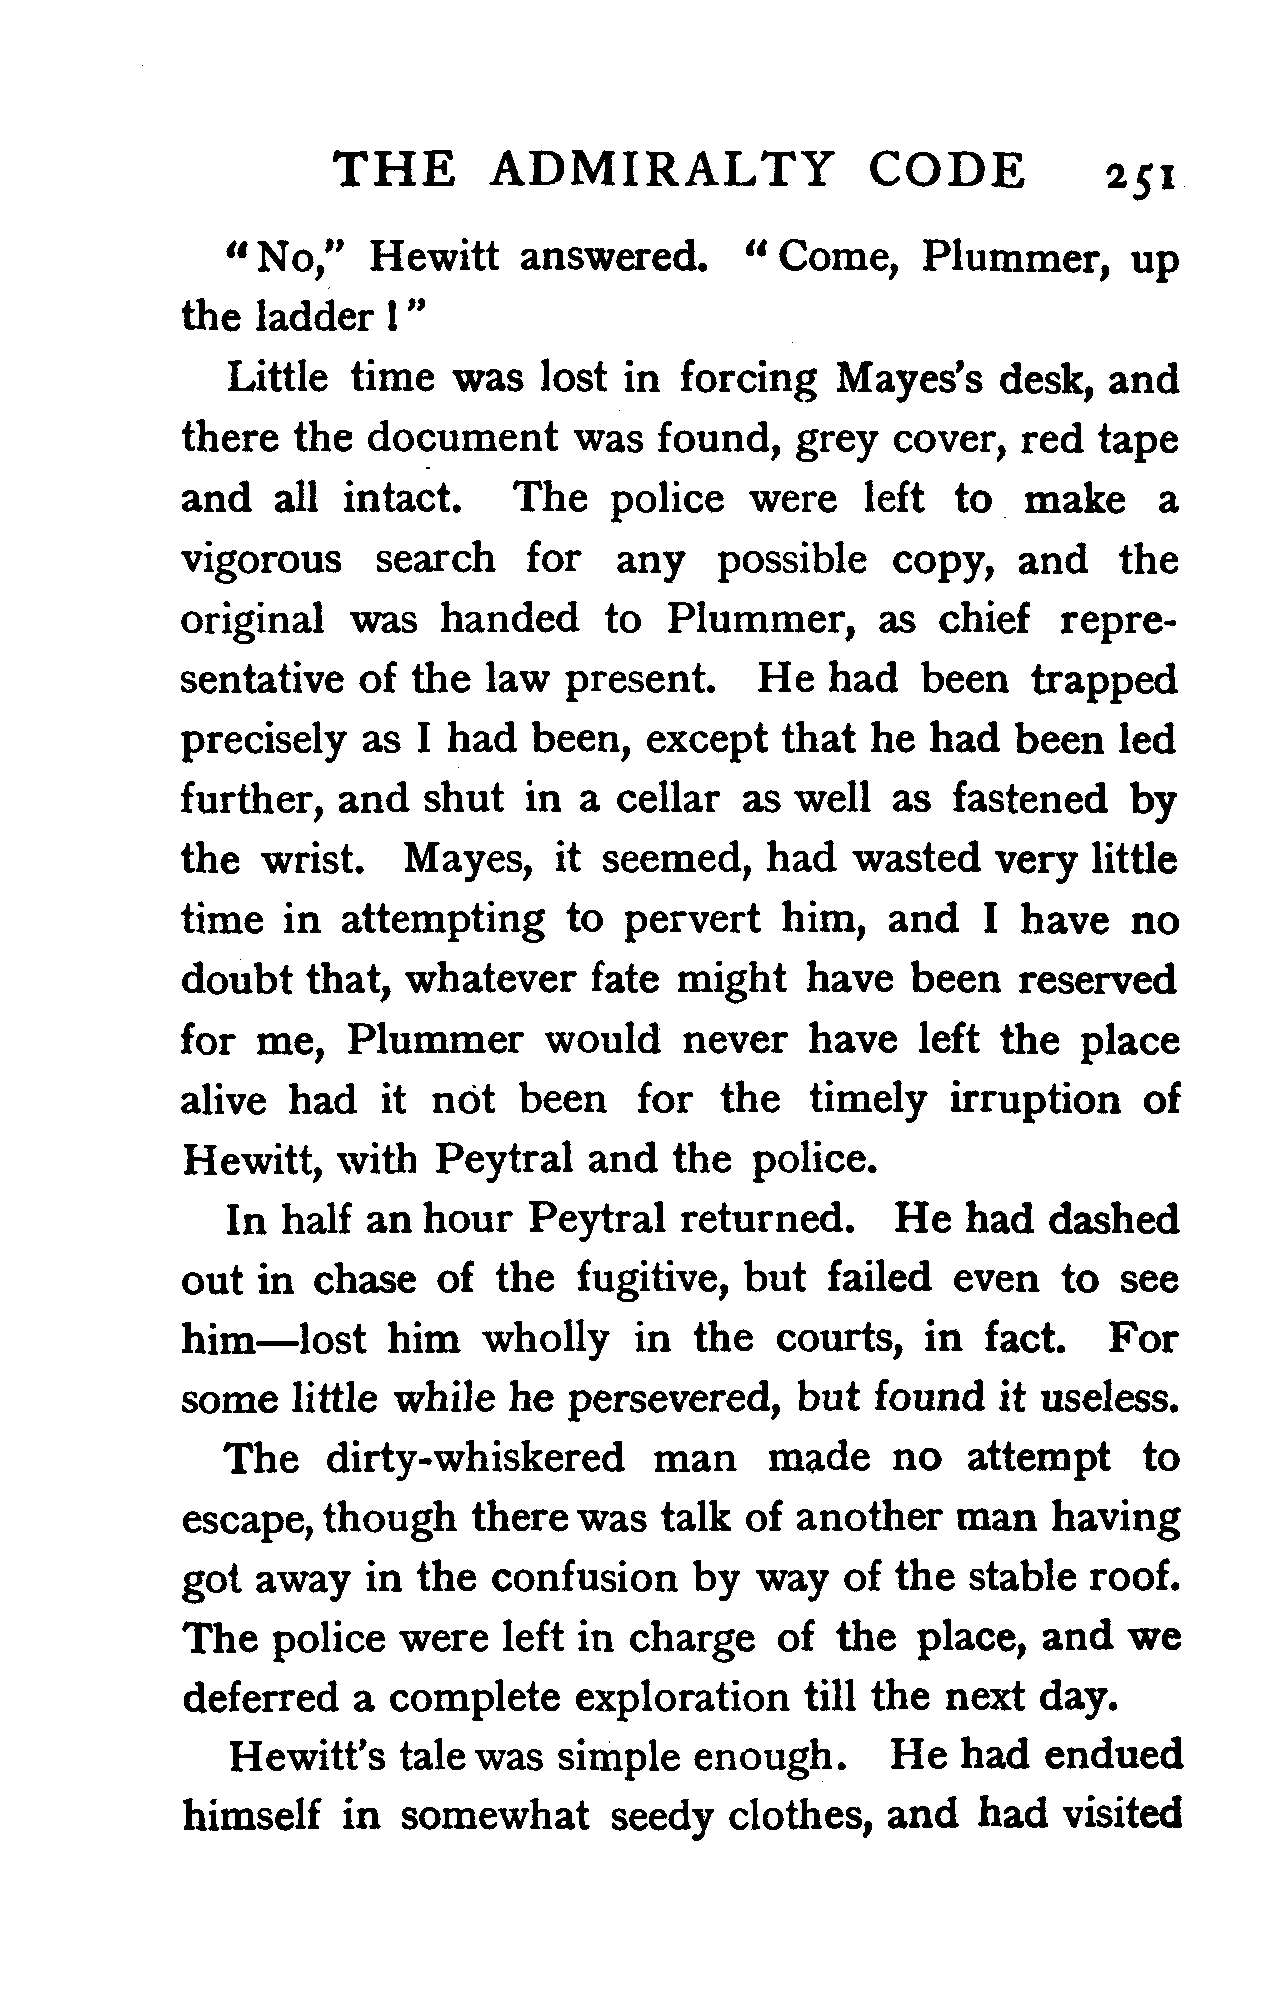 THE ADMIRALTY CODE 251
"No," Hewitt answered. "Come, Plummer, up
the ladder!"
Little time was lost in forcing Mayes's desk, and
there the document was found, grey cover, red tape
and all intact. The police were left to make a
vigorous search for any possible copy, and the
original was handed to Plummer, as chief repre-
sentative of the law present. He had been trapped
precisely as I had been, except that he had been led
further, and shut in a cellar as well as fastened by
the wrist. Mayes, it seemed, had wasted very little
time in attempting to pervert him, and I have no
doubt that, whatever fate might have been reserved
for me, Plummer would never have left the place
alive had it not been for the timely irruption of
Hewitt, with Peytral and the police.
In half an hour Peytral returned. He had dashed
out in chase of the fugitive, but failed even to see
him—lost him wholly in the courts, in fact. For
some little while he persevered, but found it useless.
The dirty-whiskered man made no attempt to
escape, though there was talk of another man having
got away in the confusion by way of the stable roof.
The police were left in charge of the place, and we
deferred a complete exploration till the next day.
Hewitt's tale was simple enough. He had endued
himself in somewhat seedy clothes, and had visited